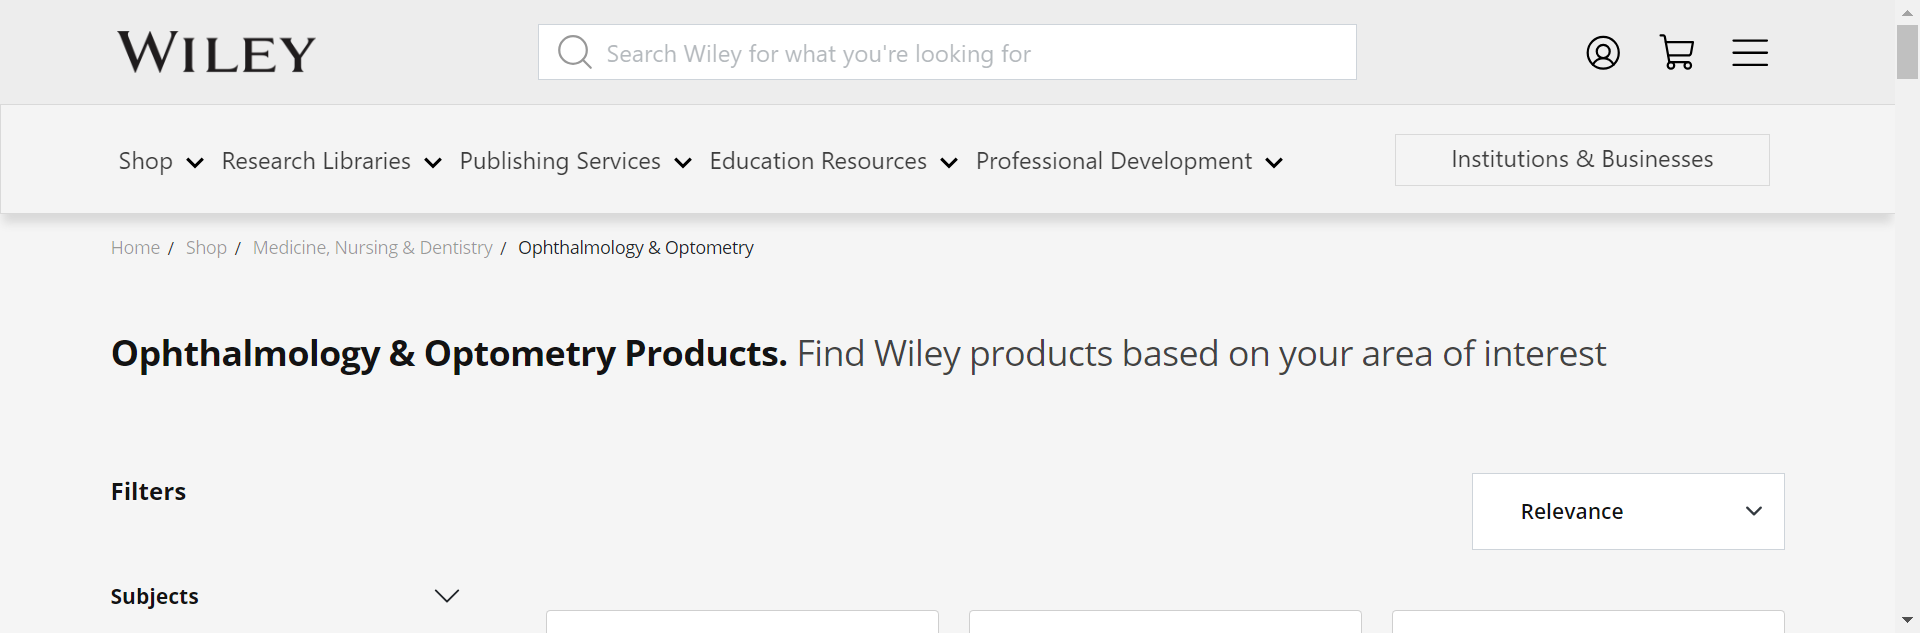 WILEY
Search Wiley for what you're looking for
Shop Research Libraries Publishing Services Education Resources Professional Development Institutions & Businesses
Home / Shop / Medicine, Nursing & Dentistry / Ophthalmology & Optometry
Ophthalmology & Optometry Products. Find Wiley products based on your area of interest
Filters
Relevance
Subjects